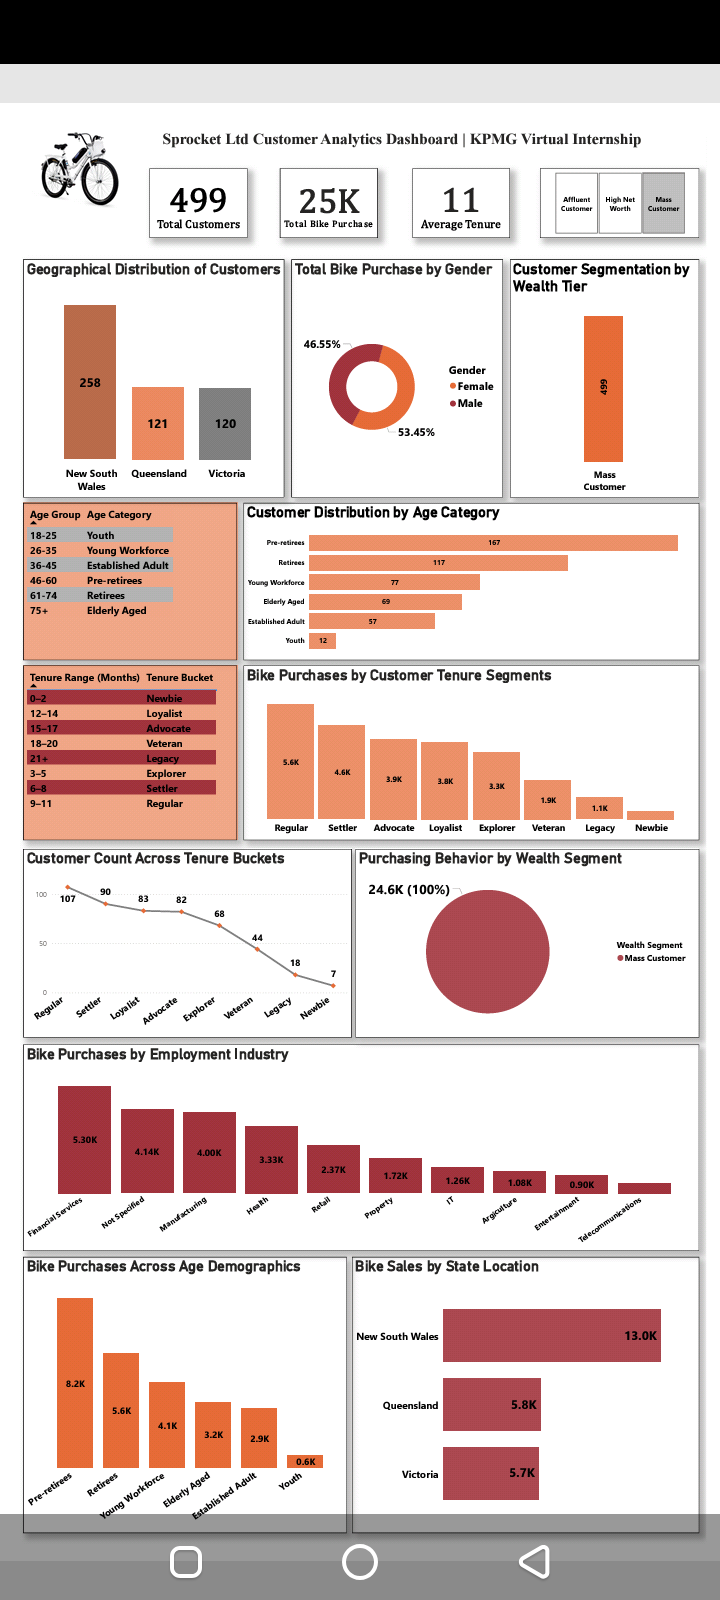 Sprocket Ltd Customer Analytics Dashboard | KPMG Virtual Internship
499
Total Customers
25K
Total Bike Purchase
11
Average Tenure
Affluent Customer
High Net Worth
Mass Customer
Geographical Distribution of Customers
258
121
120
New South Wales
Queensland
Victoria
Total Bike Purchase by Gender
46.55%
53.45%
Gender
Female
Male
Customer Segmentation by
Wealth Tier
499
Mass
Customer
Age Group Age Category
18-25 Youth
26-35 Young Workforce
36-45 Established Adult
46-60 Pre-retirees
61-74 Retirees
75+ Elderly Aged
Customer Distribution by Age Category
Pre-retirees 167
Retirees 117
Young Workforce 77
Elderly Aged 69
Established Adult 57
Youth 12
Tenure Range (Months) Tenure Bucket
0–2 Newbie
12–14 Loyalist
15–17 Advocate
18–20 Veteran
21+ Legacy
3–5 Explorer
6–8 Settler
9–11 Regular
Bike Purchases by Customer Tenure Segments
5.6K 4.6K 3.9K 3.8K 3.3K 1.9K 1.1K
Regular Settler Advocate Loyalist Explorer Veteran Legacy Newbie
Customer Count Across Tenure Buckets
100
50
0
107 90 83 82 68 44 18 7
Regular Settler Loyalist Advocate Explorer Veteran Legacy Newbie
Purchasing Behavior by Wealth Segment
24.6K (100%)
Wealth Segment
Mass Customer
Bike Purchases by Employment Industry
5.30K 4.14K 4.00K 3.33K 2.37K 1.72K 1.26K 1.08K 0.90K
Financial Services Not Specified Manufacturing Health Retail Property IT Argiculture Entertainment Telecommunications
Bike Purchases Across Age Demographics
8.2K 5.6K 4.1K 3.2K 2.9K 0.6K
Pre-retirees Retirees Young Workforce Elderly Aged Established Adult Youth
Bike Sales by State Location
New South Wales 13.0K
Queensland 5.8K
Victoria 5.7K